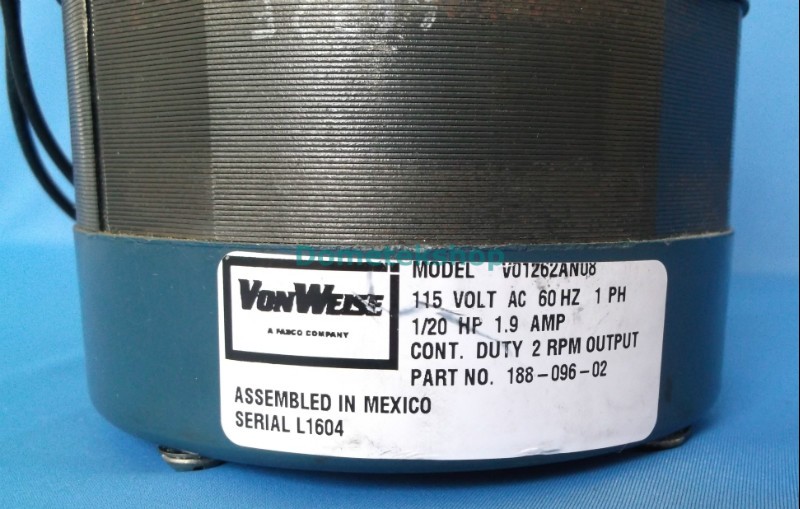 Dometekshop
MODEL V01262AN08
VONWEISE
115 VOLT AC 60 HZ 1 PH
1/20 HP 1.9 AMP
A FASCO COMPANY
CONT. DUTY 2 RPM OUTPUT
PART NO. 188-096-02
ASSEMBLED IN MEXICO
SERIAL L1604